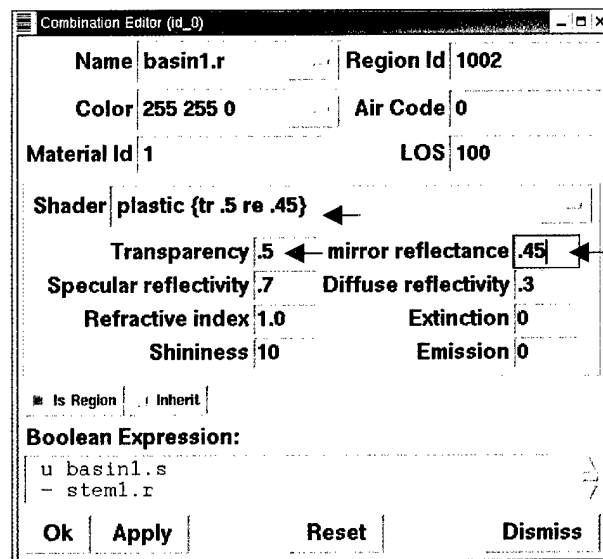 Combination Editor (id_0)
Name basin1.r Region Id 1002
Color 255 255 0 Air Code 0
Material Id 1 LOS 100
Shader plastic {tr .5 re .45}
Transparency .5 mirror reflectance .45
Specular reflectivity .7 Diffuse reflectivity .3
Refractive index 1.0 Extinction 0
Shininess 10 Emission 0
Is Region Inherit
Boolean Expression:
u basin1.s
- stem1.r
Ok Apply Reset Dismiss